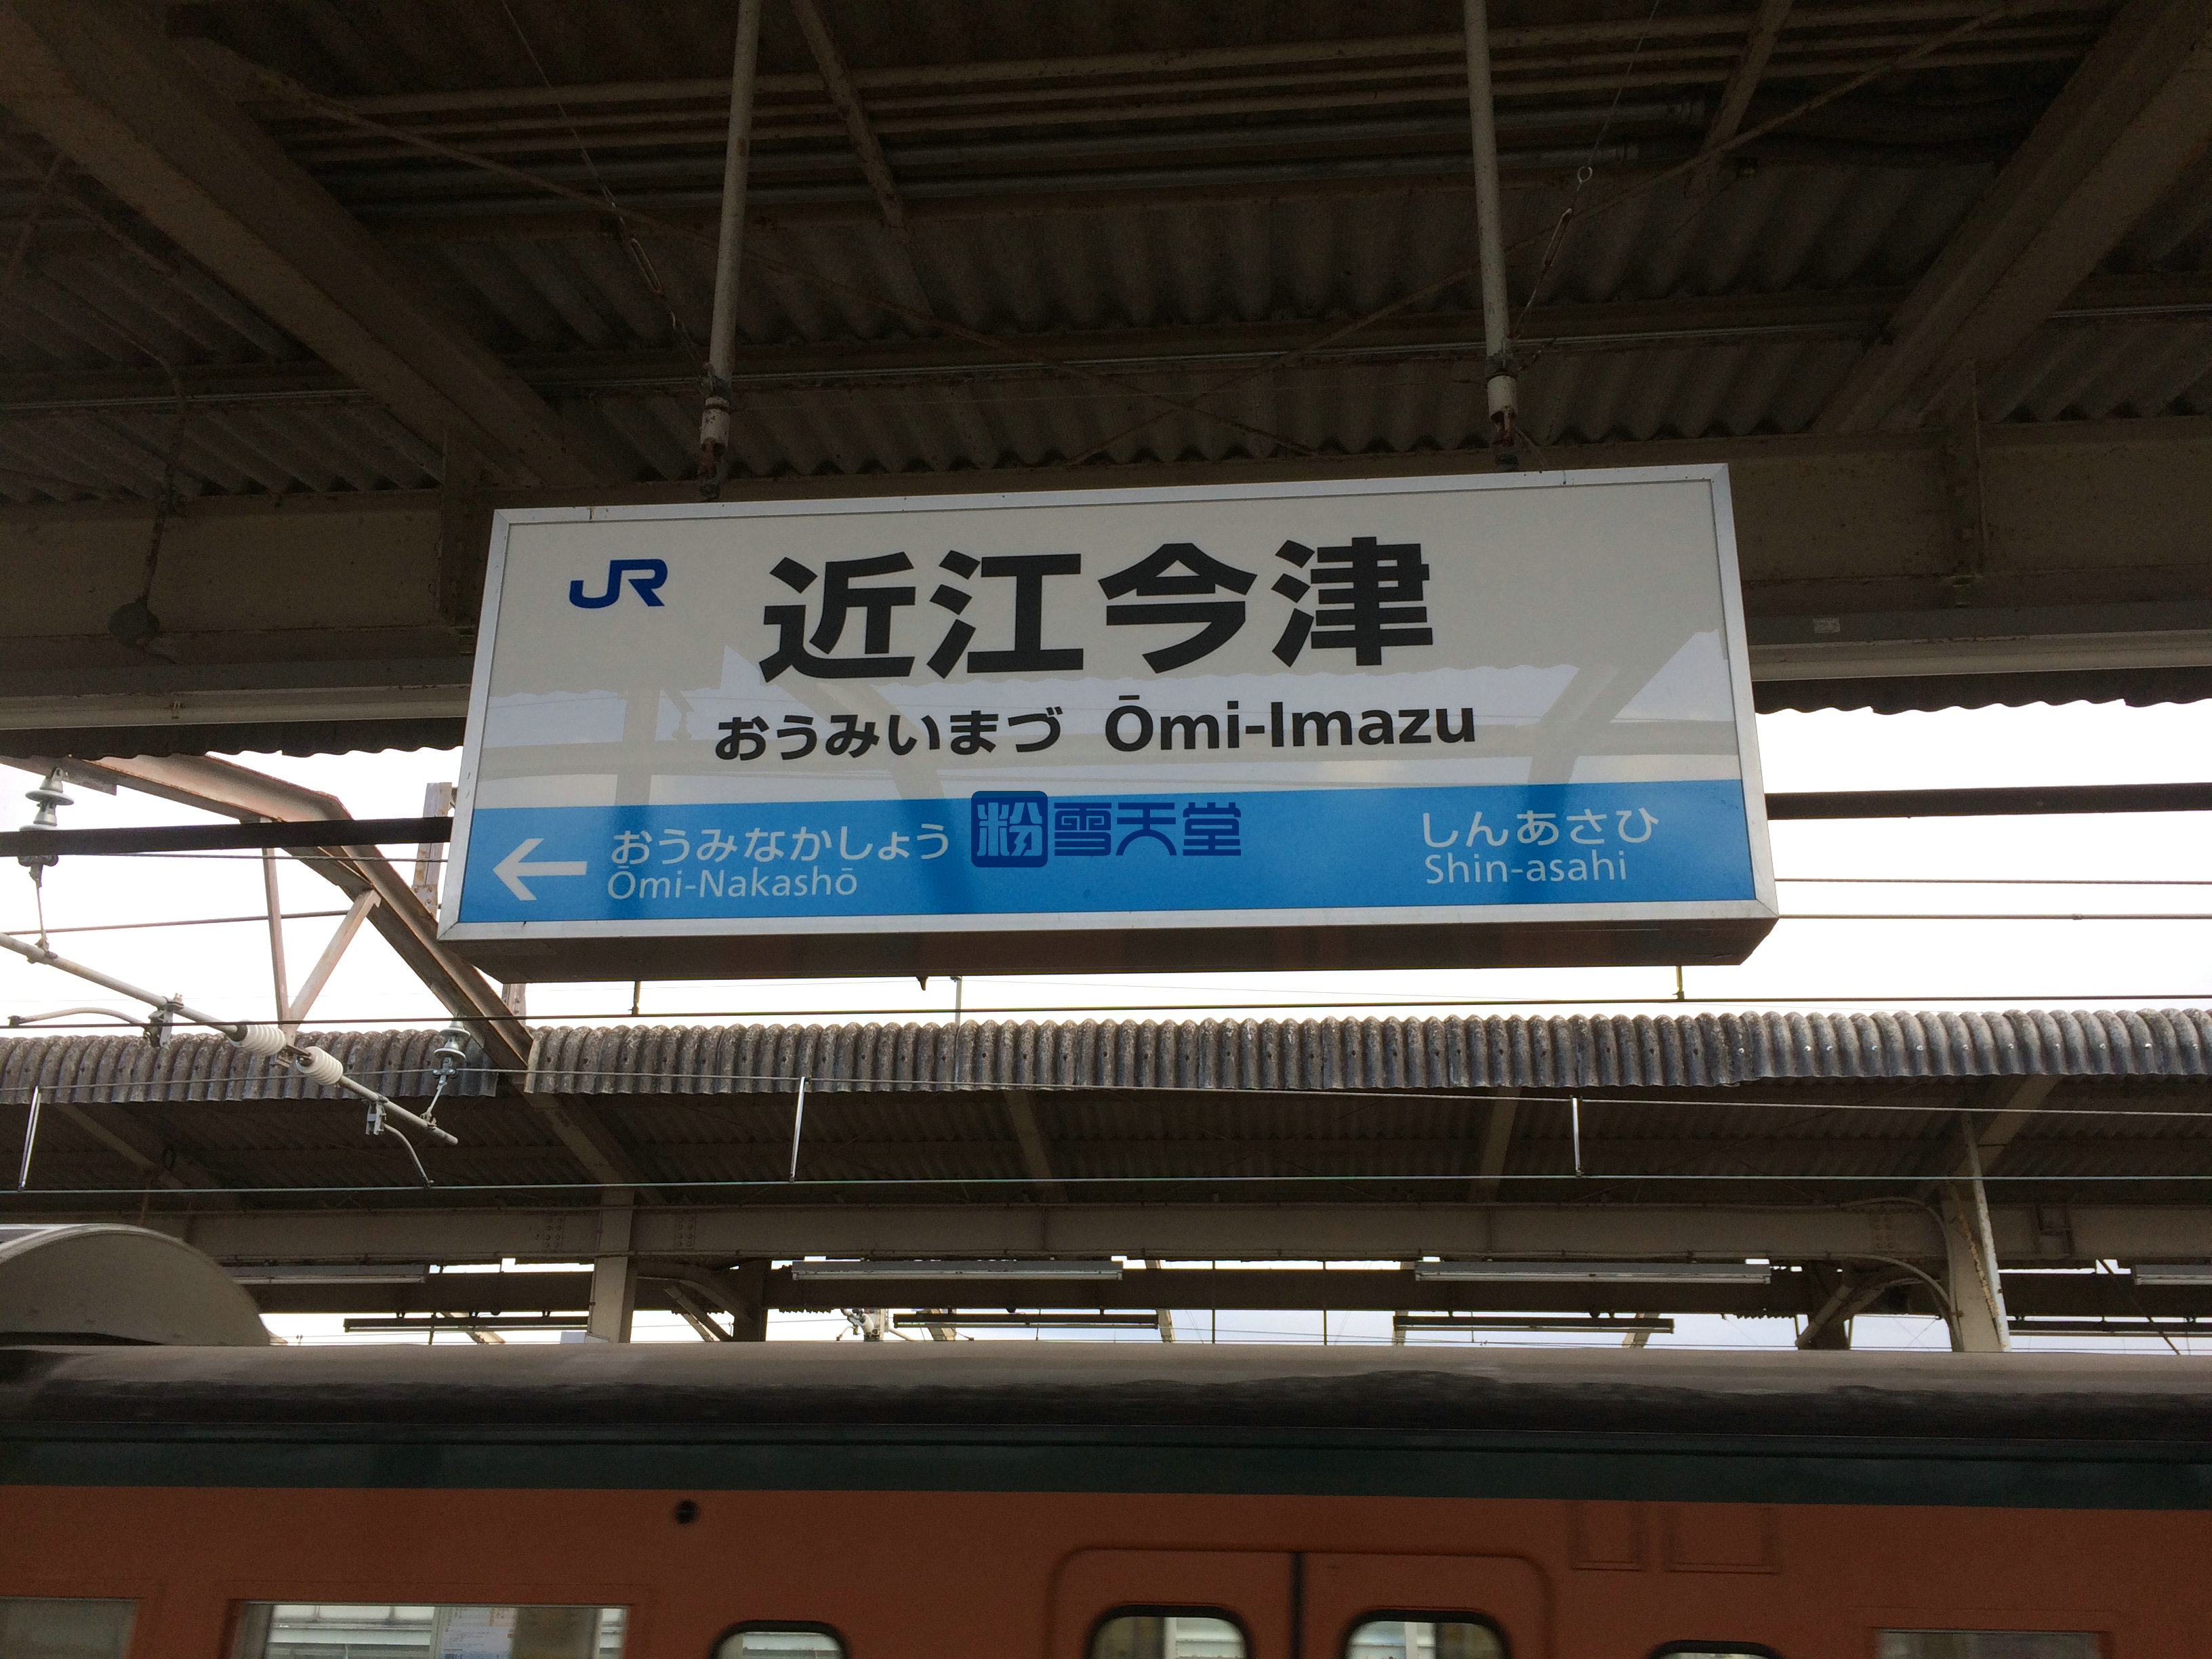 JR
近江今津
おうみいまづ Ōmi-Imazu
← おうみなかしょう
Ōmi-Nakashō
粉雪天堂
しんあさひ
Shin-asahi